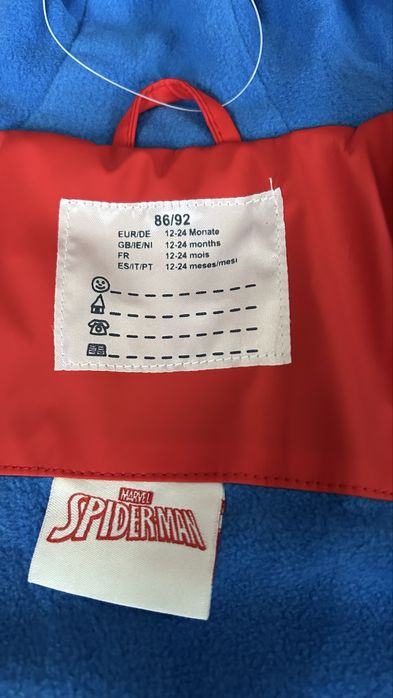 86/92
EUR/DE 12-24 Monate
GB/IE/NI 12-24 months
FR 12-24 mois
ES/IT/PT 12-24 meses/mesi
MARVEL
SPIDER-MAN